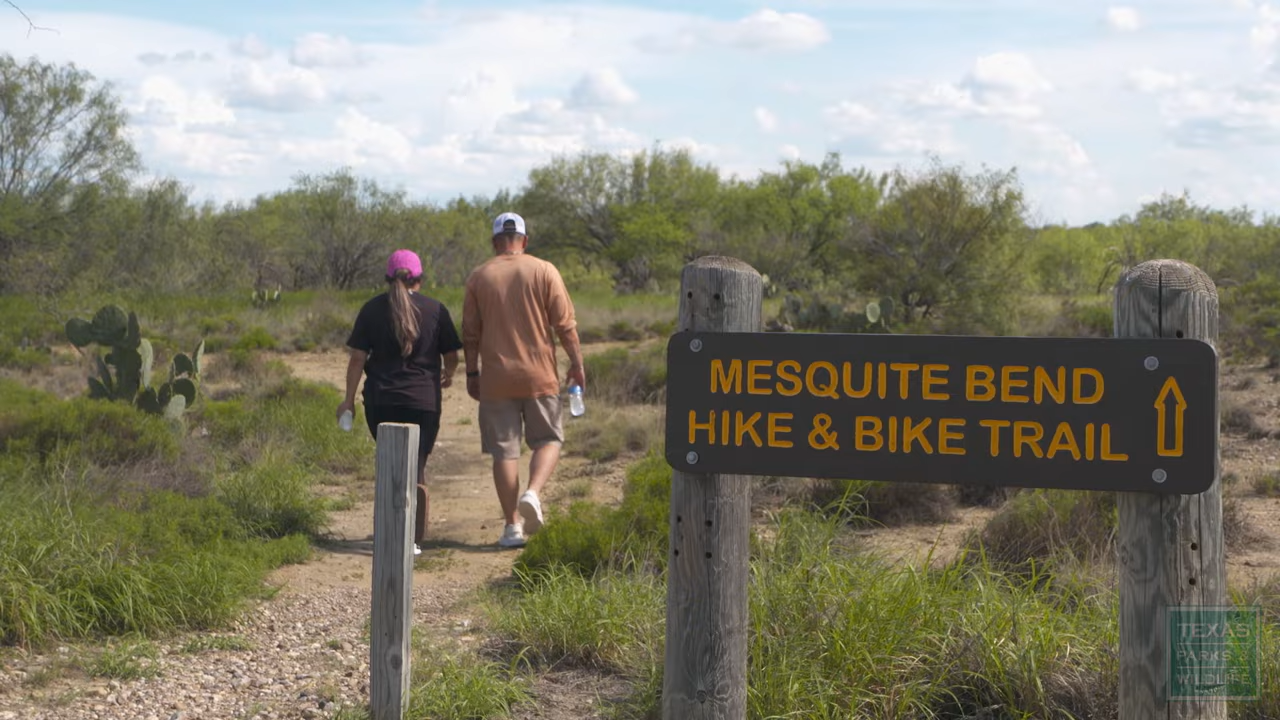 MESQUITE BEND
HIKE & BIKE TRAIL
TEXAS
PARKS &
WILDLIFE